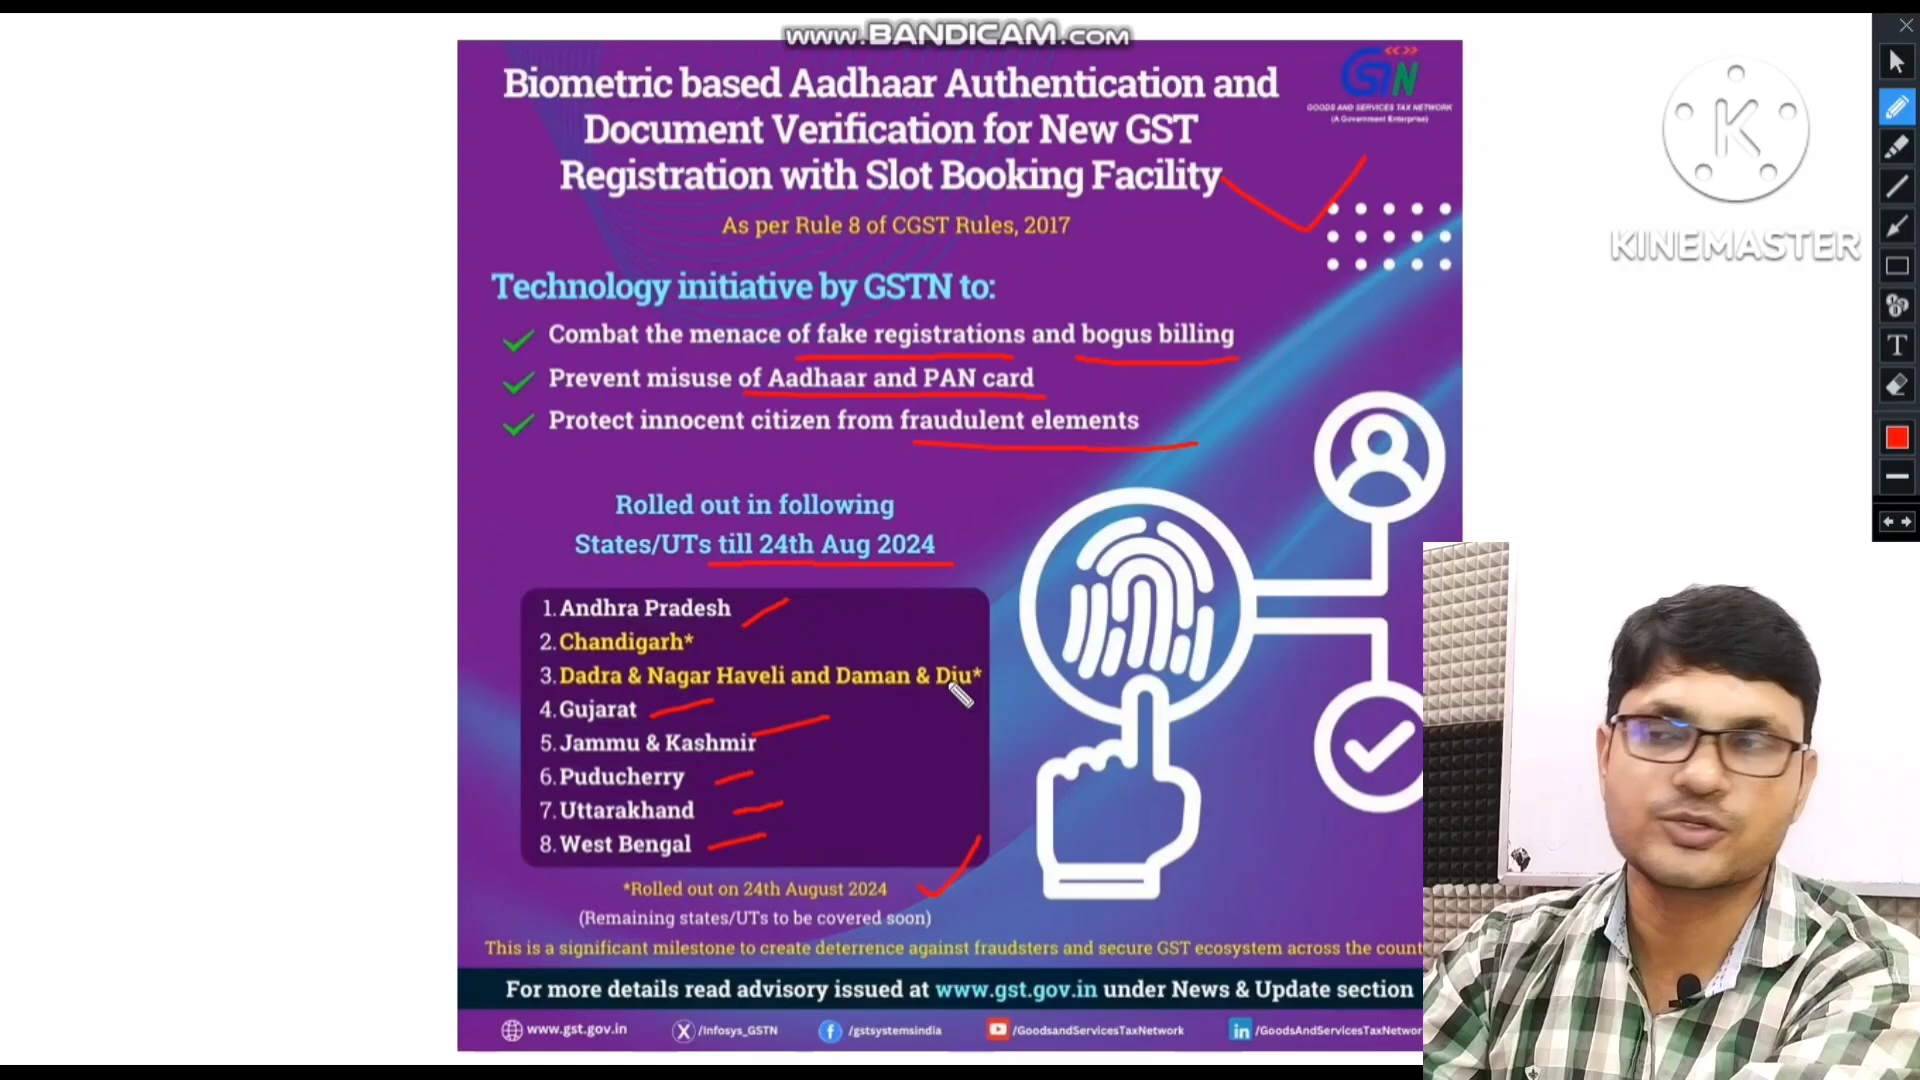 www.BANDICAM.com
Biometric based Aadhaar Authentication and
Document Verification for New GST
Registration with Slot Booking Facility
As per Rule 8 of CGST Rules, 2017
GSTN
GOODS AND SERVICES TAX NETWORK
(A Government Enterprise)
K
KINEMASTER
Technology initiative by GSTN to:
Combat the menace of fake registrations and bogus billing
Prevent misuse of Aadhaar and PAN card
Protect innocent citizen from fraudulent elements
Rolled out in following
States/UTs till 24th Aug 2024
1. Andhra Pradesh
2. Chandigarh*
3. Dadra & Nagar Haveli and Daman & Diu*
4. Gujarat
5. Jammu & Kashmir
6. Puducherry
7. Uttarakhand
8. West Bengal
*Rolled out on 24th August 2024
(Remaining states/UTs to be covered soon)
This is a significant milestone to create deterrence against fraudsters and secure GST ecosystem across the count
For more details read advisory issued at www.gst.gov.in under News & Update section
www.gst.gov.in
/Infosys_GSTN
/gstsystemsindia
/GoodsandServicesTaxNetwork
/GoodsAndServicesTaxNetwor